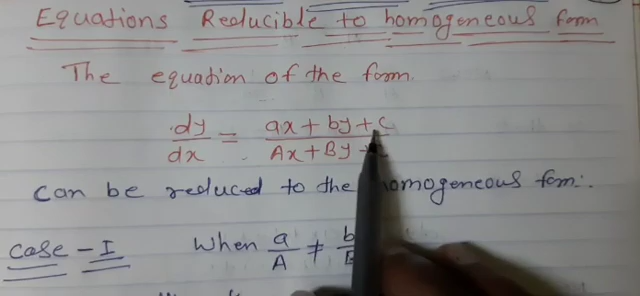 Equations Reducible to homogeneous form
The equation of the form.
dy/dx = ax + by + c / Ax + By +
can be reduced to the homogeneous form:.
Case - I When a/A ≠ b/B